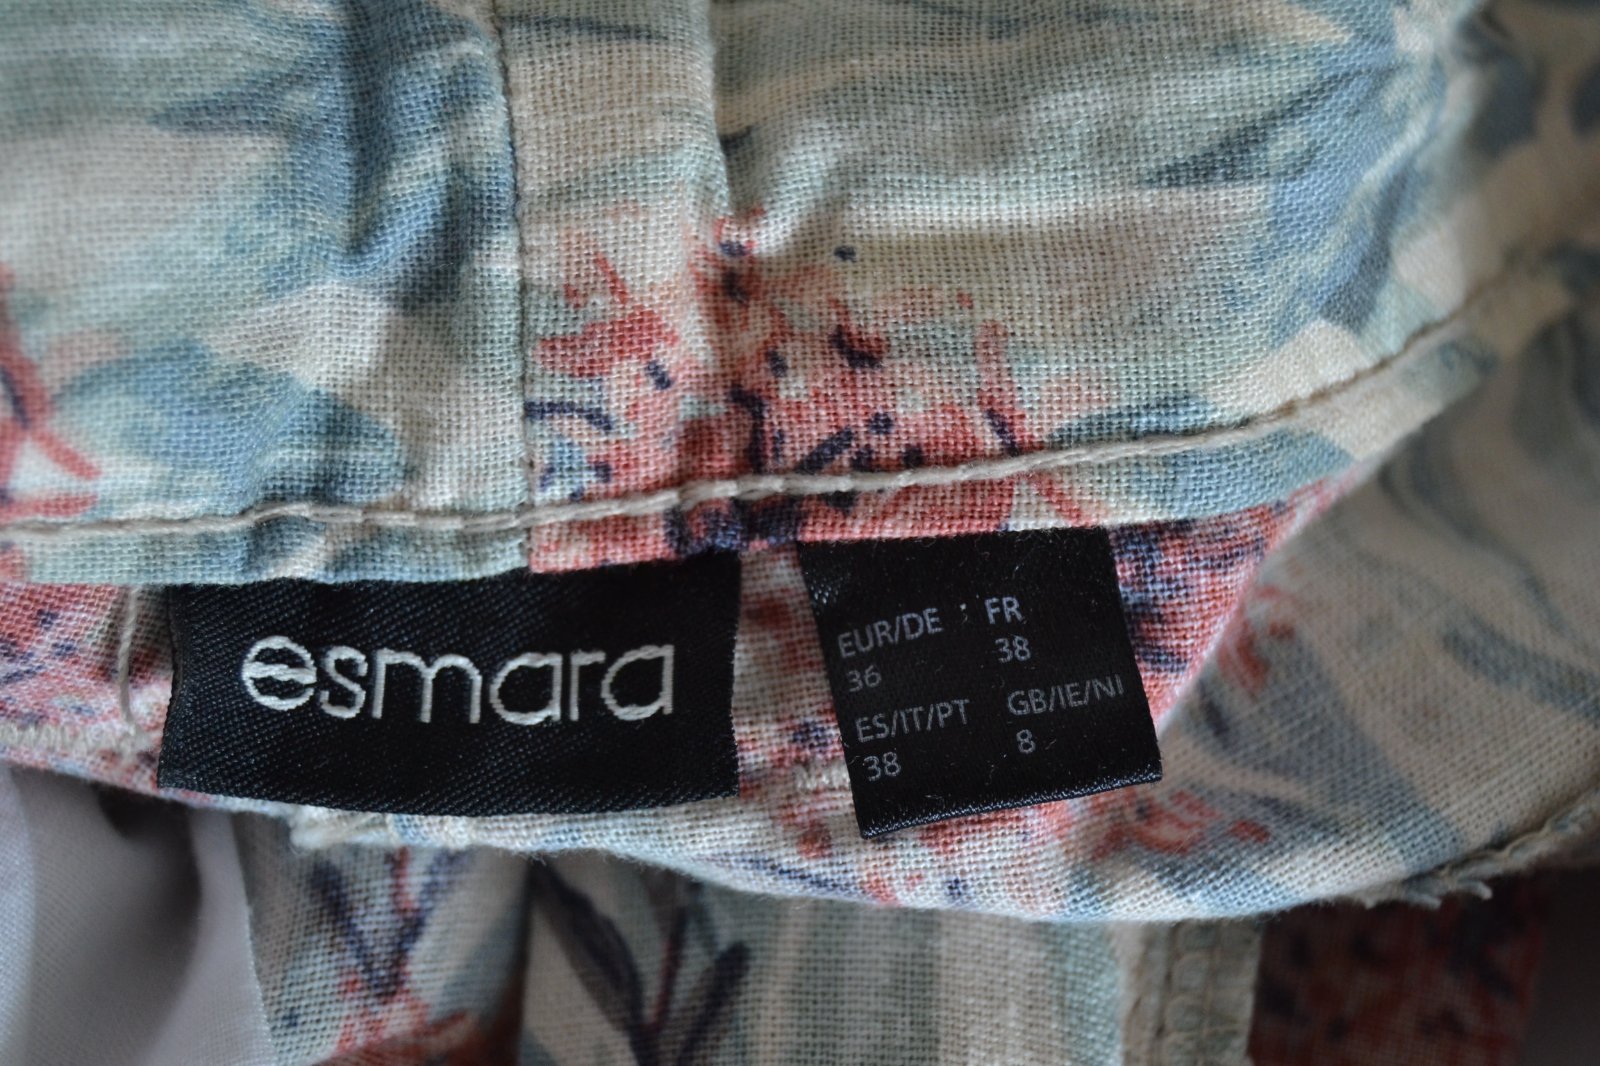 esmara
EUR/DE FR
36 38
ES/IT/PT GB/IE/NI
38 8